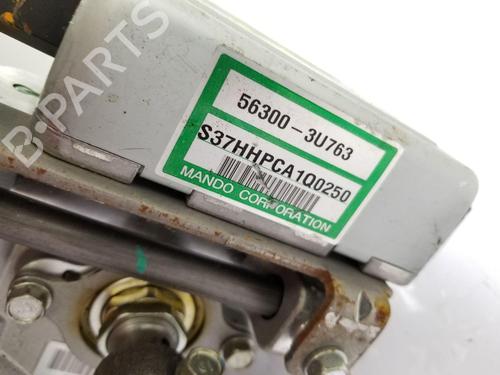 B-PARTS
56300-3U763
S37HHPCA1Q0250
MANDO CORPORATION